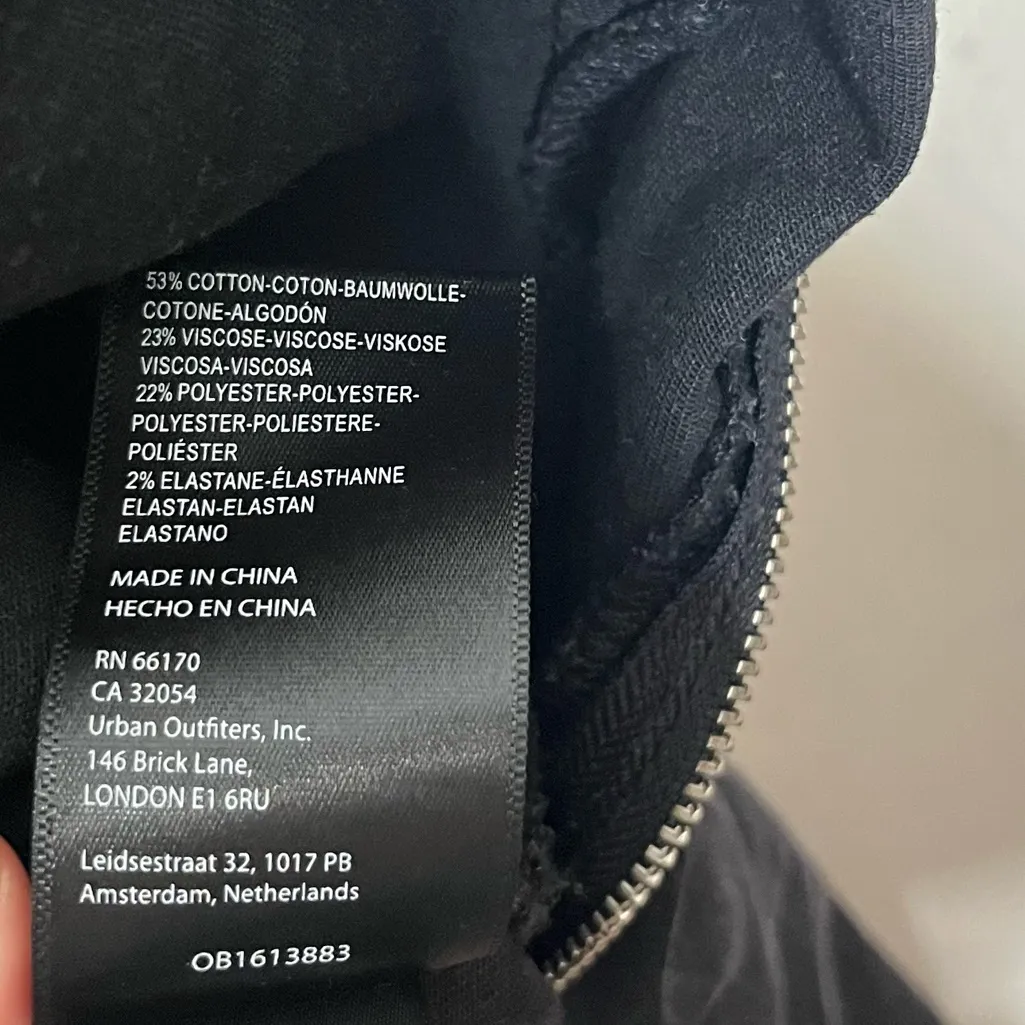 53% COTTON-COTON-BAUMWOLLE-
COTONE-ALGODÓN
23% VISCOSE-VISCOSE-VISKOSE
VISCOSA-VISCOSA
22% POLYESTER-POLYESTER-
POLYESTER-POLIESTERE-
POLIÉSTER
2% ELASTANE-ÉLASTHANNE
ELASTAN-ELASTAN
ELASTANO
MADE IN CHINA
HECHO EN CHINA
RN 66170
CA 32054
Urban Outfiters, Inc.
146 Brick Lane,
LONDON E1 6RU
Leidsestraat 32, 1017 PB
Amsterdam, Netherlands
OB1613883